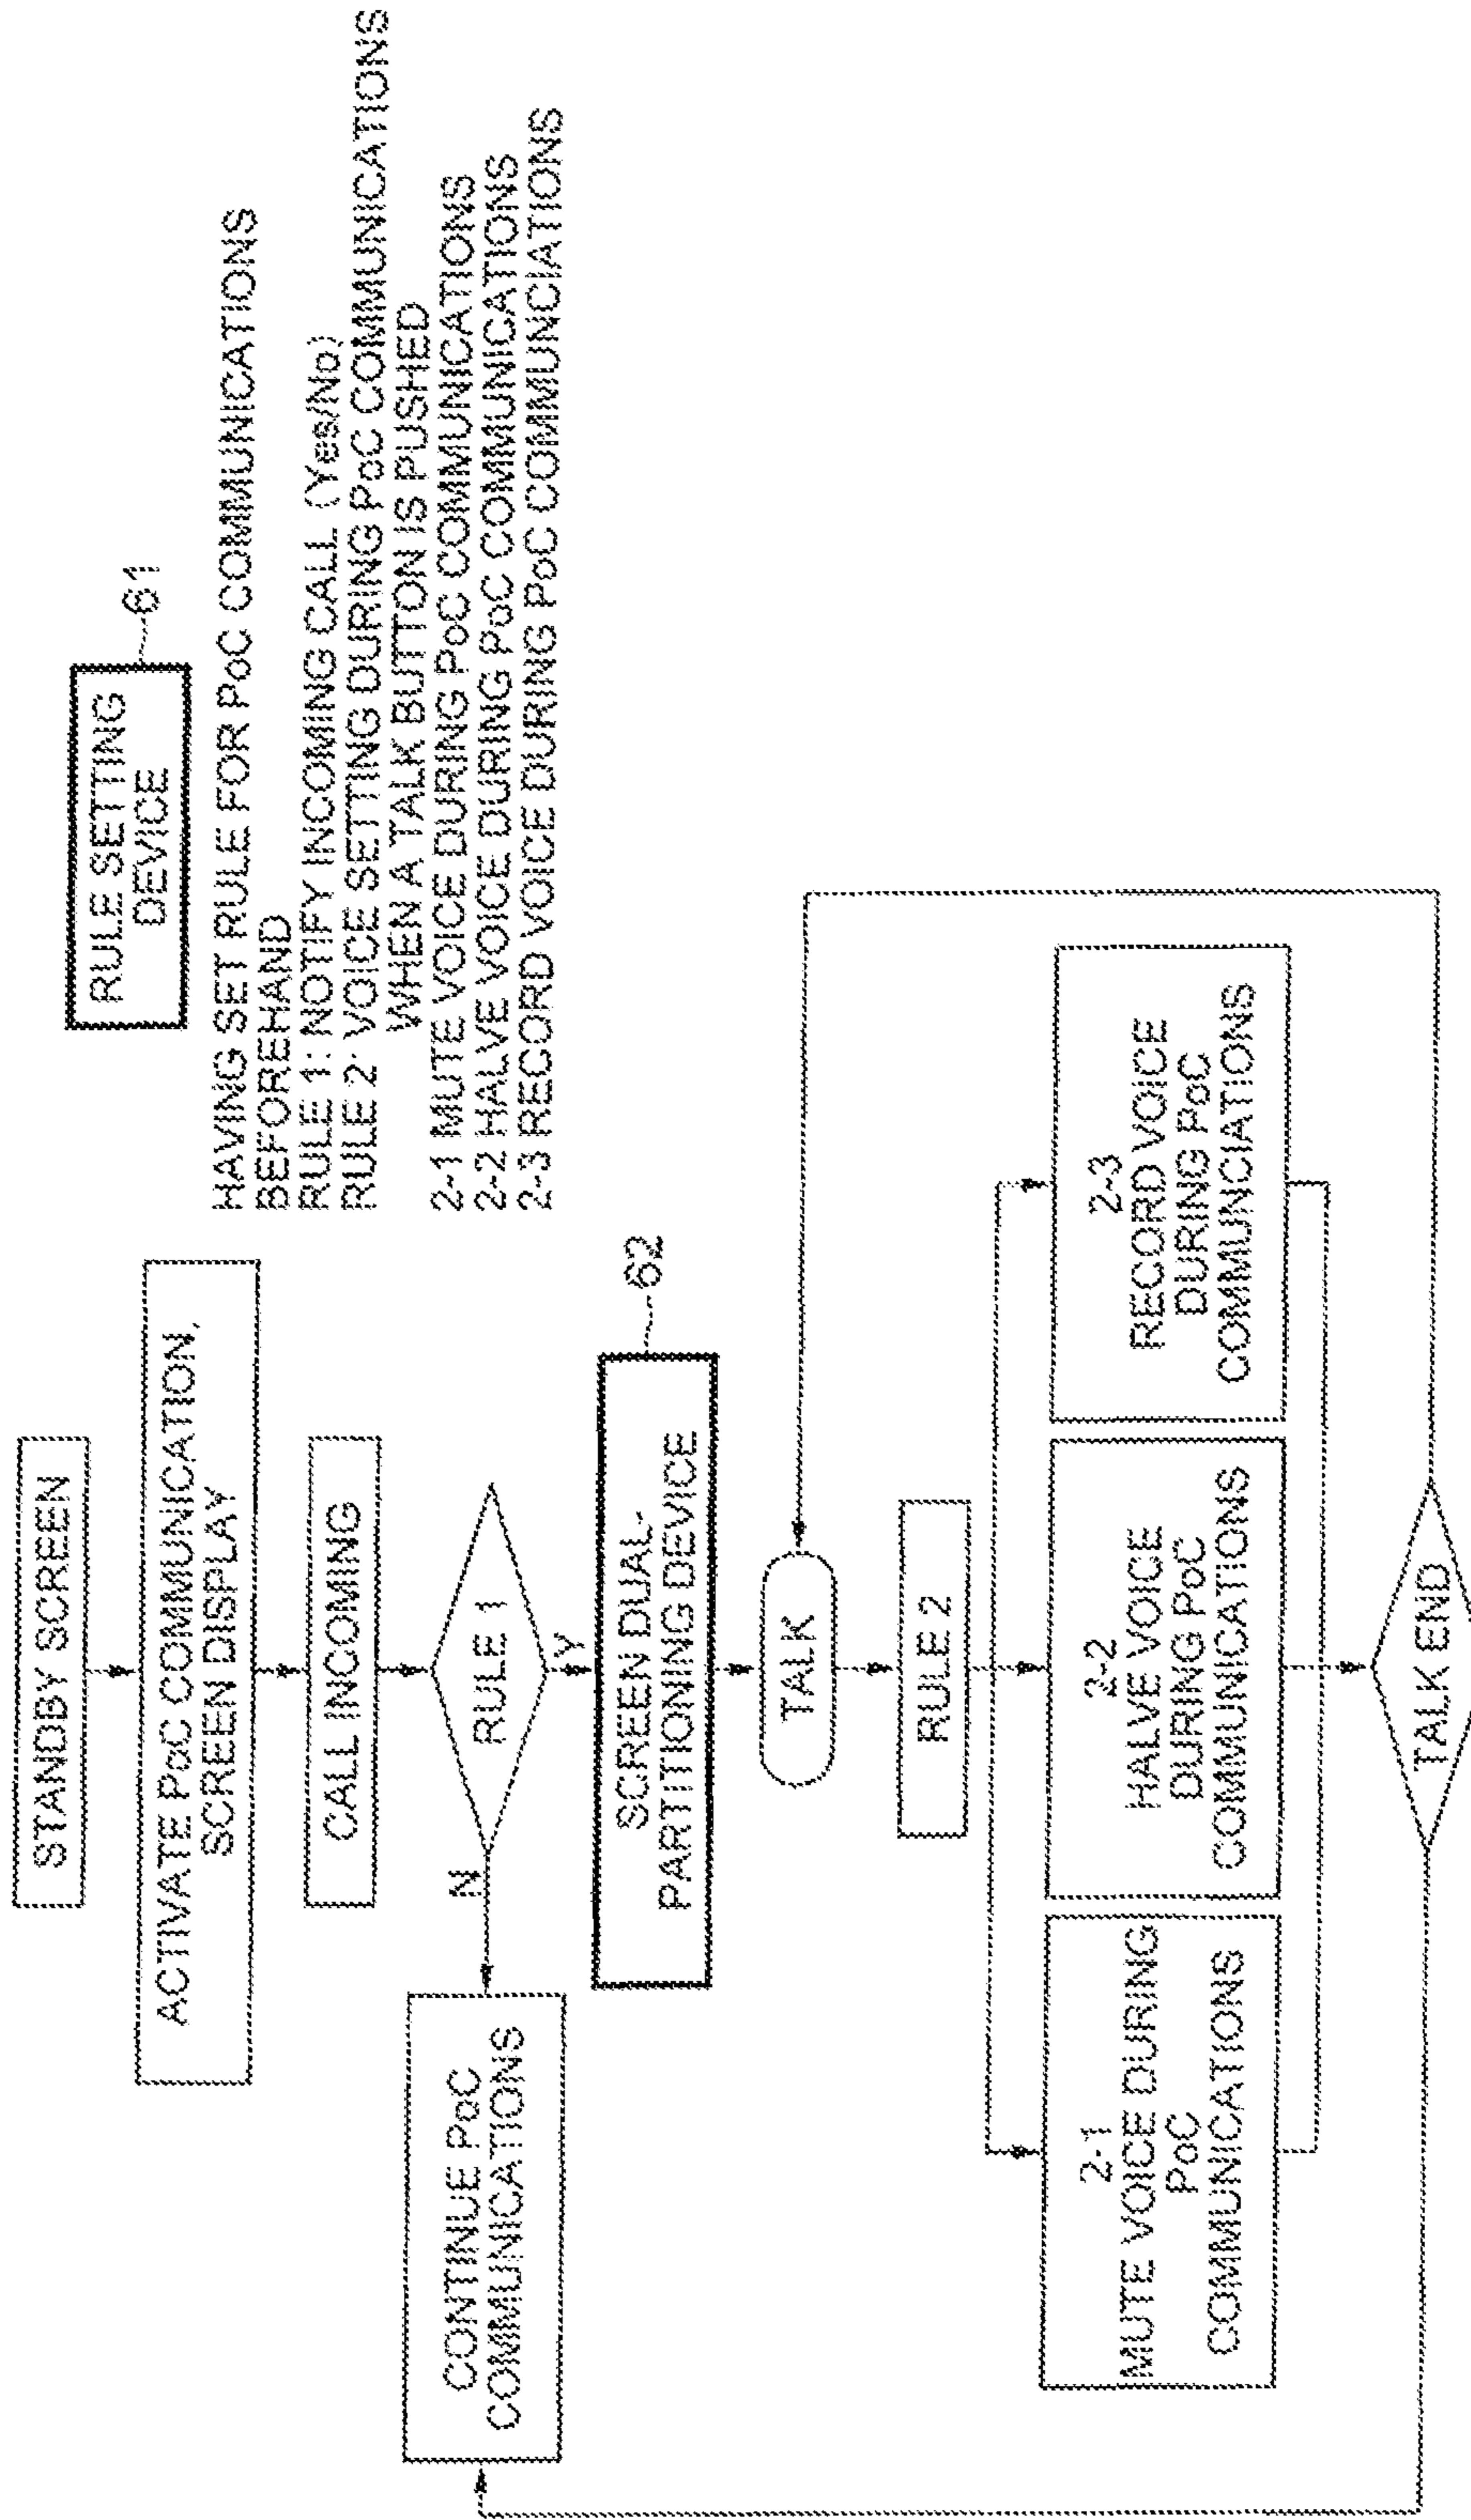 STANDBY SCREEN
ACTIVATE PoC COMMUNICATION,
SCREEN DISPLAY
CALL INCOMING
RULE 1
N
Y
CONTINUE PoC
COMMUNICATIONS
SCREEN DUAL-
PARTITIONING DEVICE
62
TALK
RULE 2
2-1
MUTE VOICE DURING
PoC
COMMUNICATIONS
2-2
HALVE VOICE
DURING PoC
COMMUNICATIONS
2-3
RECORD VOICE
DURING PoC
COMMUNCIATIONS
TALK END
RULE SETTING
DEVICE
61
HAVING SET RULE FOR PoC COMMUNICATIONS
BEFOREHAND
RULE 1: NOTIFY INCOMING CALL (Yes/No)
RULE 2: VOICE SETTING DURING PoC COMMUNICATIONS
WHEN A TALK BUTTON IS PUSHED
2-1 MUTE VOICE DURING PoC COMMUNICATIONS
2-2 HALVE VOICE DURING PoC COMMUNICATIONS
2-3 RECORD VOICE DURING PoC COMMUNCIATIONS